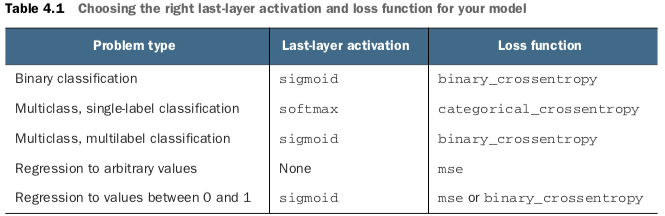 Table 4.1 Choosing the right last-layer activation and loss function for your model
Problem type Last-layer activation Loss function
Binary classification sigmoid binary_crossentropy
Multiclass, single-label classification softmax categorical_crossentropy
Multiclass, multilabel classification sigmoid binary_crossentropy
Regression to arbitrary values None mse
Regression to values between 0 and 1 sigmoid mse or binary_crossentropy